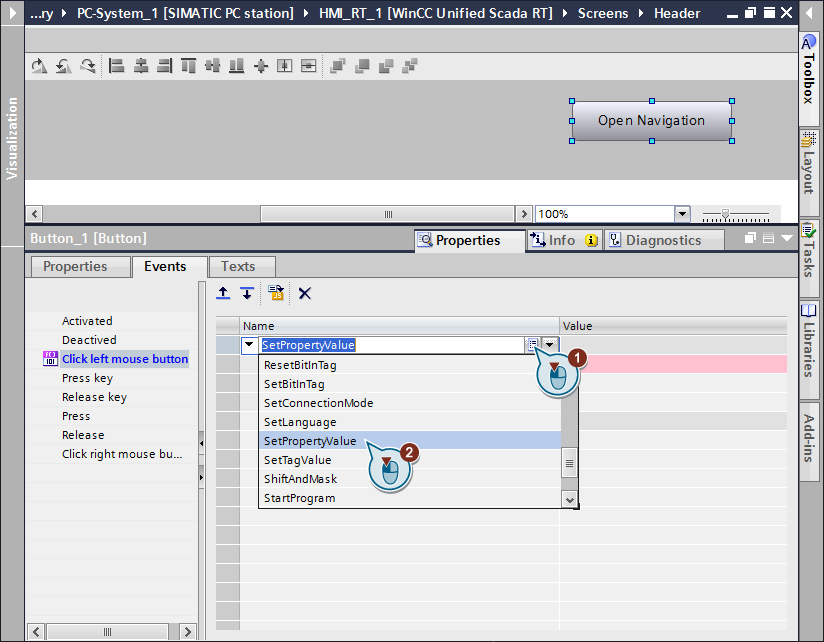 ...ry PC-System_1 [SIMATIC PC station] HMI_RT_1 [WinCC Unified Scada RT] Screens Header
Visualization
Open Navigation
100%
Button_1 [Button]
Properties
Info
Diagnostics
Properties
Events
Texts
Activated
Deactived
Click left mouse button
Press key
Release key
Press
Release
Click right mouse bu...
Name
Value
SetPropertyValue
ResetBitInTag
SetBitInTag
SetConnectionMode
SetLanguage
SetPropertyValue
SetTagValue
ShiftAndMask
StartProgram
1
2
Toolbox
Layout
Tasks
Libraries
Add-ins